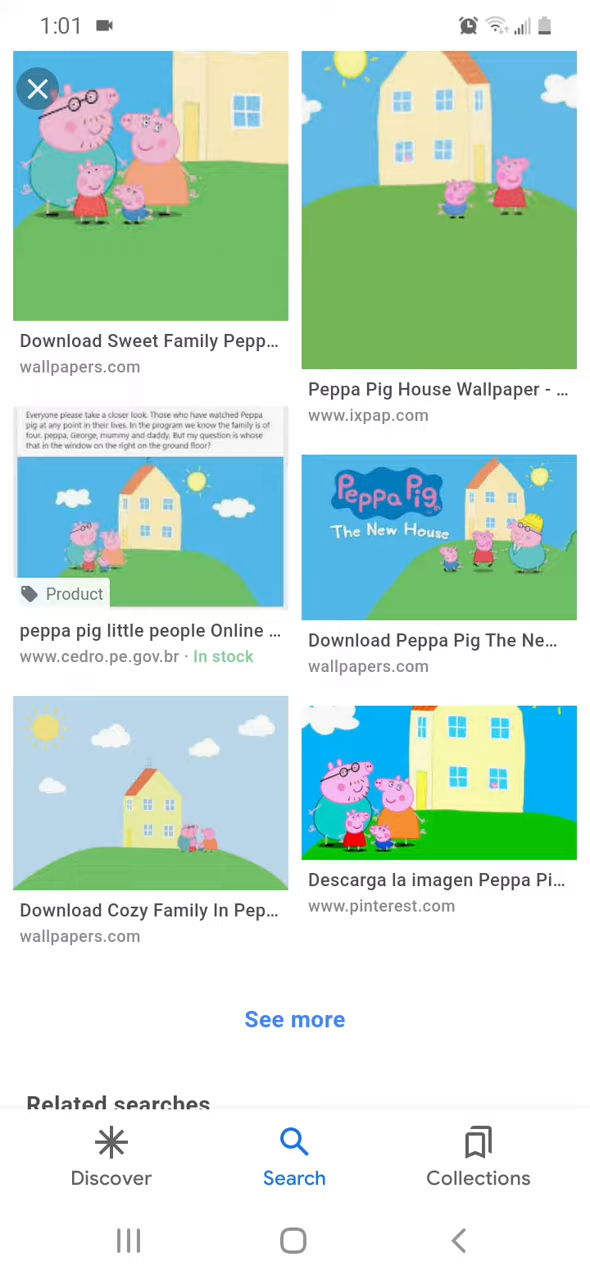 1:01
Download Sweet Family Pepp...
wallpapers.com
Peppa Pig House Wallpaper - ...
www.ixpap.com
Everyone please take a closer look. Those who have watched Peppa
pig at any point in their lives. In the program we know the family is of
four. peppa, George, mummy and daddy. But my question is whose
that in the window on the right on the ground floor?
Product
peppa pig little people Online ...
www.cedro.pe.gov.br · In stock
Peppa Pig
The New House
Download Peppa Pig The Ne...
wallpapers.com
Download Cozy Family In Pep...
wallpapers.com
Descarga la imagen Peppa Pi...
www.pinterest.com
See more
Related searches
Discover
Search
Collections